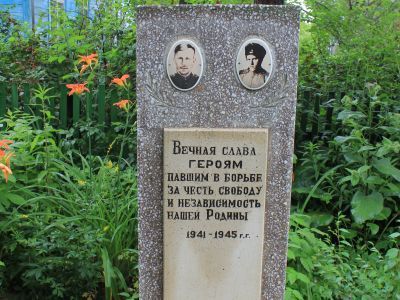 Вечная слава
героям
павшим в борьбе
за честь свободу
и независимость
нашей Родины
1941-1945 г.г.